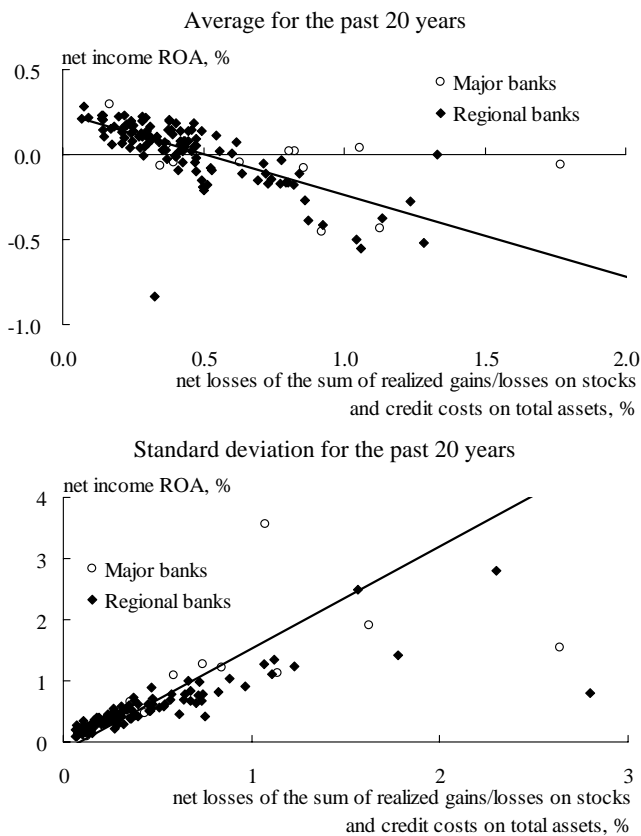 Average for the past 20 years
net income ROA, %
0.5
Major banks
Regional banks
0.0
-0.5
-1.0
0.0 0.5 1.0 1.5 2.0
net losses of the sum of realized gains/losses on stocks
and credit costs on total assets, %
Standard deviation for the past 20 years
net income ROA, %
4
3
Major banks
Regional banks
2
1
0
0 1 2 3
net losses of the sum of realized gains/losses on stocks
and credit costs on total assets, %